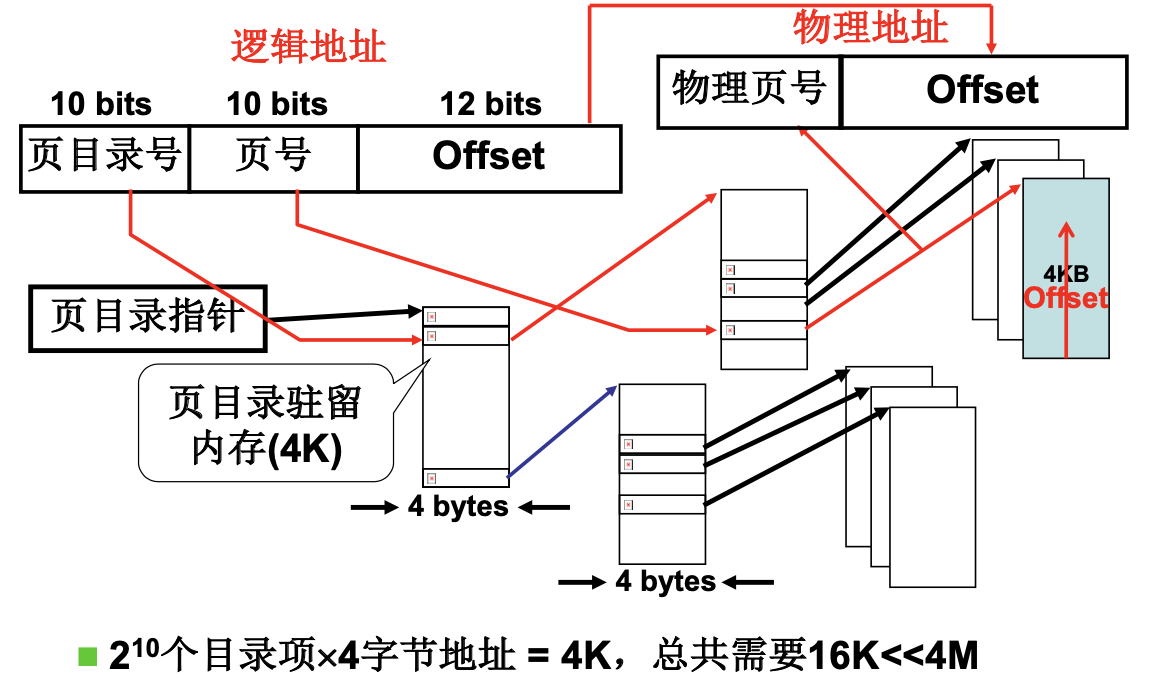 逻辑地址
物理地址
10 bits 10 bits 12 bits
页目录号 页号 Offset
物理页号 Offset
页目录指针
4KB
Offset
页目录驻留
内存(4K)
4 bytes
4 bytes
2¹⁰个目录项×4字节地址 = 4K，总共需要16K<<4M